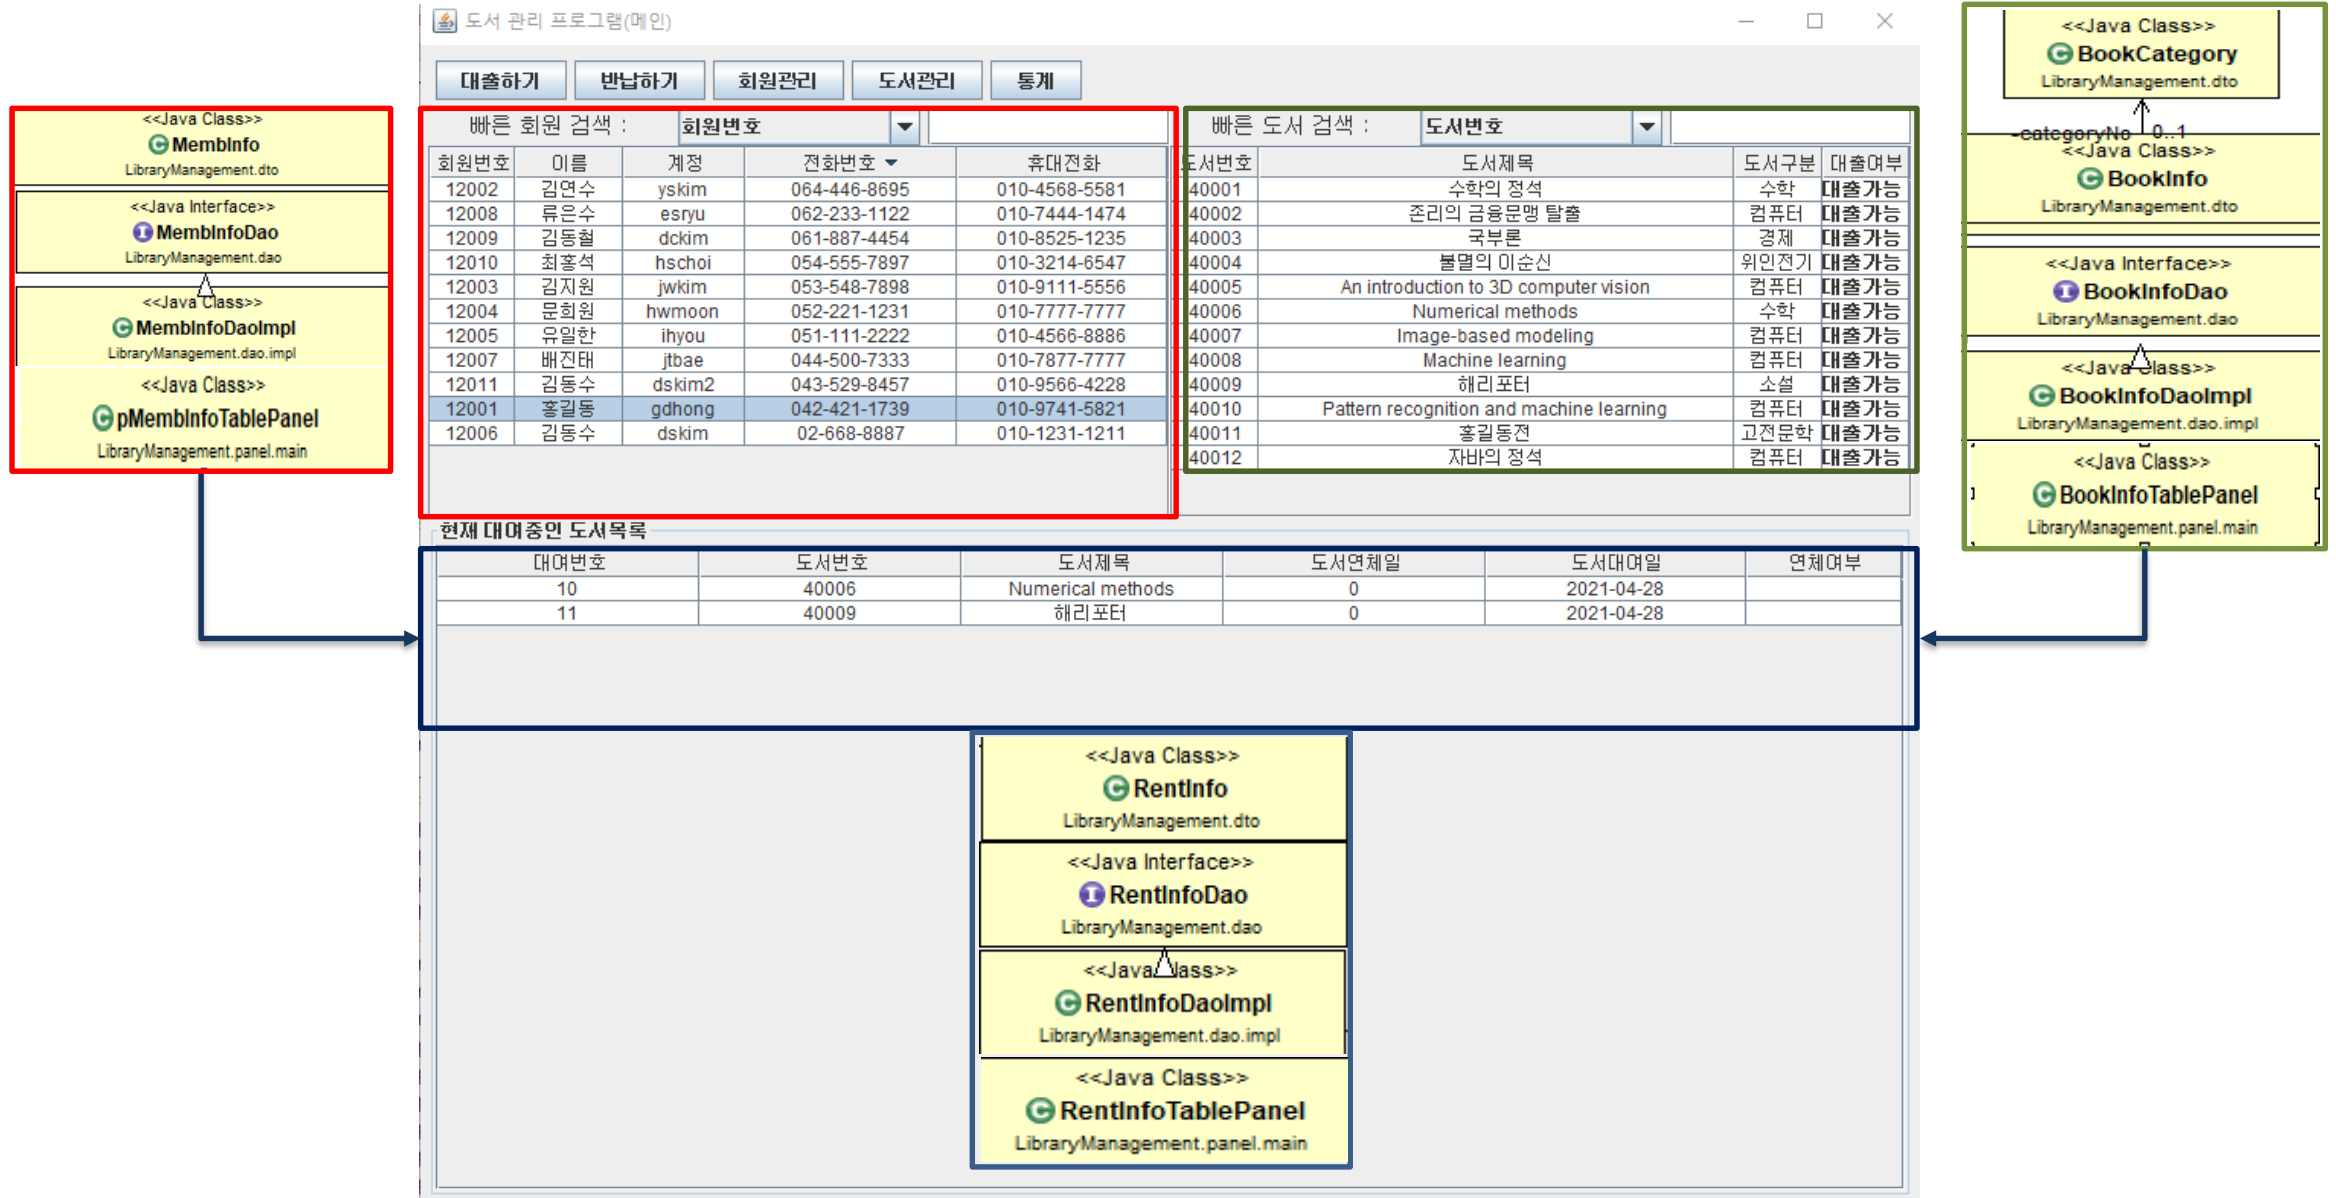 도서 관리 프로그램(메인)
대출하기 반납하기 회원관리 도서관리 통계
<<Java Class>>
MembInfo
LibraryManagement.dto
<<Java Interface>>
MembInfoDao
LibraryManagement.dao
<<Java Class>>
MembInfoDaoImpl
LibraryManagement.dao.impl
<<Java Class>>
pMembInfoTablePanel
LibraryManagement.panel.main
빠른 회원 검색 : 회원번호
회원번호 이름 계정 전화번호 휴대전화
12002 김연수 yskim 064-446-8695 010-4568-5581
12008 류은수 esryu 062-233-1122 010-7444-1474
12009 김동철 dckim 061-887-4454 010-8525-1235
12010 최홍석 hschoi 054-555-7897 010-3214-6547
12003 김지원 jwkim 053-548-7898 010-9111-5556
12004 문희원 hwmoon 052-221-1231 010-7777-7777
12005 유일한 ihyou 051-111-2222 010-4566-8886
12007 배진태 jtbae 044-500-7333 010-7877-7777
12011 김동수 dskim2 043-529-8457 010-9566-4228
12001 홍길동 gdhong 042-421-1739 010-9741-5821
12006 김동수 dskim 02-668-8887 010-1231-1211
빠른 도서 검색 : 도서번호
도서번호 도서제목 도서구분 대출여부
40001 수학의 정석 수학 대출가능
40002 존리의 금융문맹 탈출 컴퓨터 대출가능
40003 국부론 경제 대출가능
40004 불멸의 이순신 위인전기 대출가능
40005 An introduction to 3D computer vision 컴퓨터 대출가능
40006 Numerical methods 수학 대출가능
40007 Image-based modeling 컴퓨터 대출가능
40008 Machine learning 컴퓨터 대출가능
40009 해리포터 소설 대출가능
40010 Pattern recognition and machine learning 컴퓨터 대출가능
40011 홍길동전 고전문학 대출가능
40012 자바의 정석 컴퓨터 대출가능
<<Java Class>>
BookCategory
LibraryManagement.dto
-categoryNo 0..1
<<Java Class>>
BookInfo
LibraryManagement.dto
<<Java Interface>>
BookInfoDao
LibraryManagement.dao
<<Java Class>>
BookInfoDaoImpl
LibraryManagement.dao.impl
<<Java Class>>
BookInfoTablePanel
LibraryManagement.panel.main
현재 대여중인 도서목록
대여번호 도서번호 도서제목 도서연체일 도서대여일 연체여부
10 40006 Numerical methods 0 2021-04-28
11 40009 해리포터 0 2021-04-28
<<Java Class>>
RentInfo
LibraryManagement.dto
<<Java Interface>>
RentInfoDao
LibraryManagement.dao
<<Java Class>>
RentInfoDaoImpl
LibraryManagement.dao.impl
<<Java Class>>
RentInfoTablePanel
LibraryManagement.panel.main